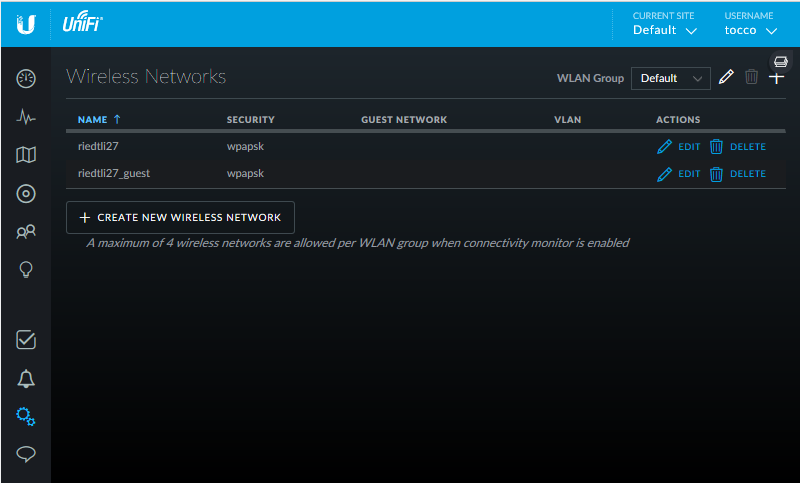 UniFi
CURRENT SITE
Default
USERNAME
tocco
Wireless Networks
WLAN Group
Default
NAME ↑ SECURITY GUEST NETWORK VLAN ACTIONS
riedtli27 wpapsk EDIT DELETE
riedtli27_guest wpapsk EDIT DELETE
+ CREATE NEW WIRELESS NETWORK
A maximum of 4 wireless networks are allowed per WLAN group when connectivity monitor is enabled